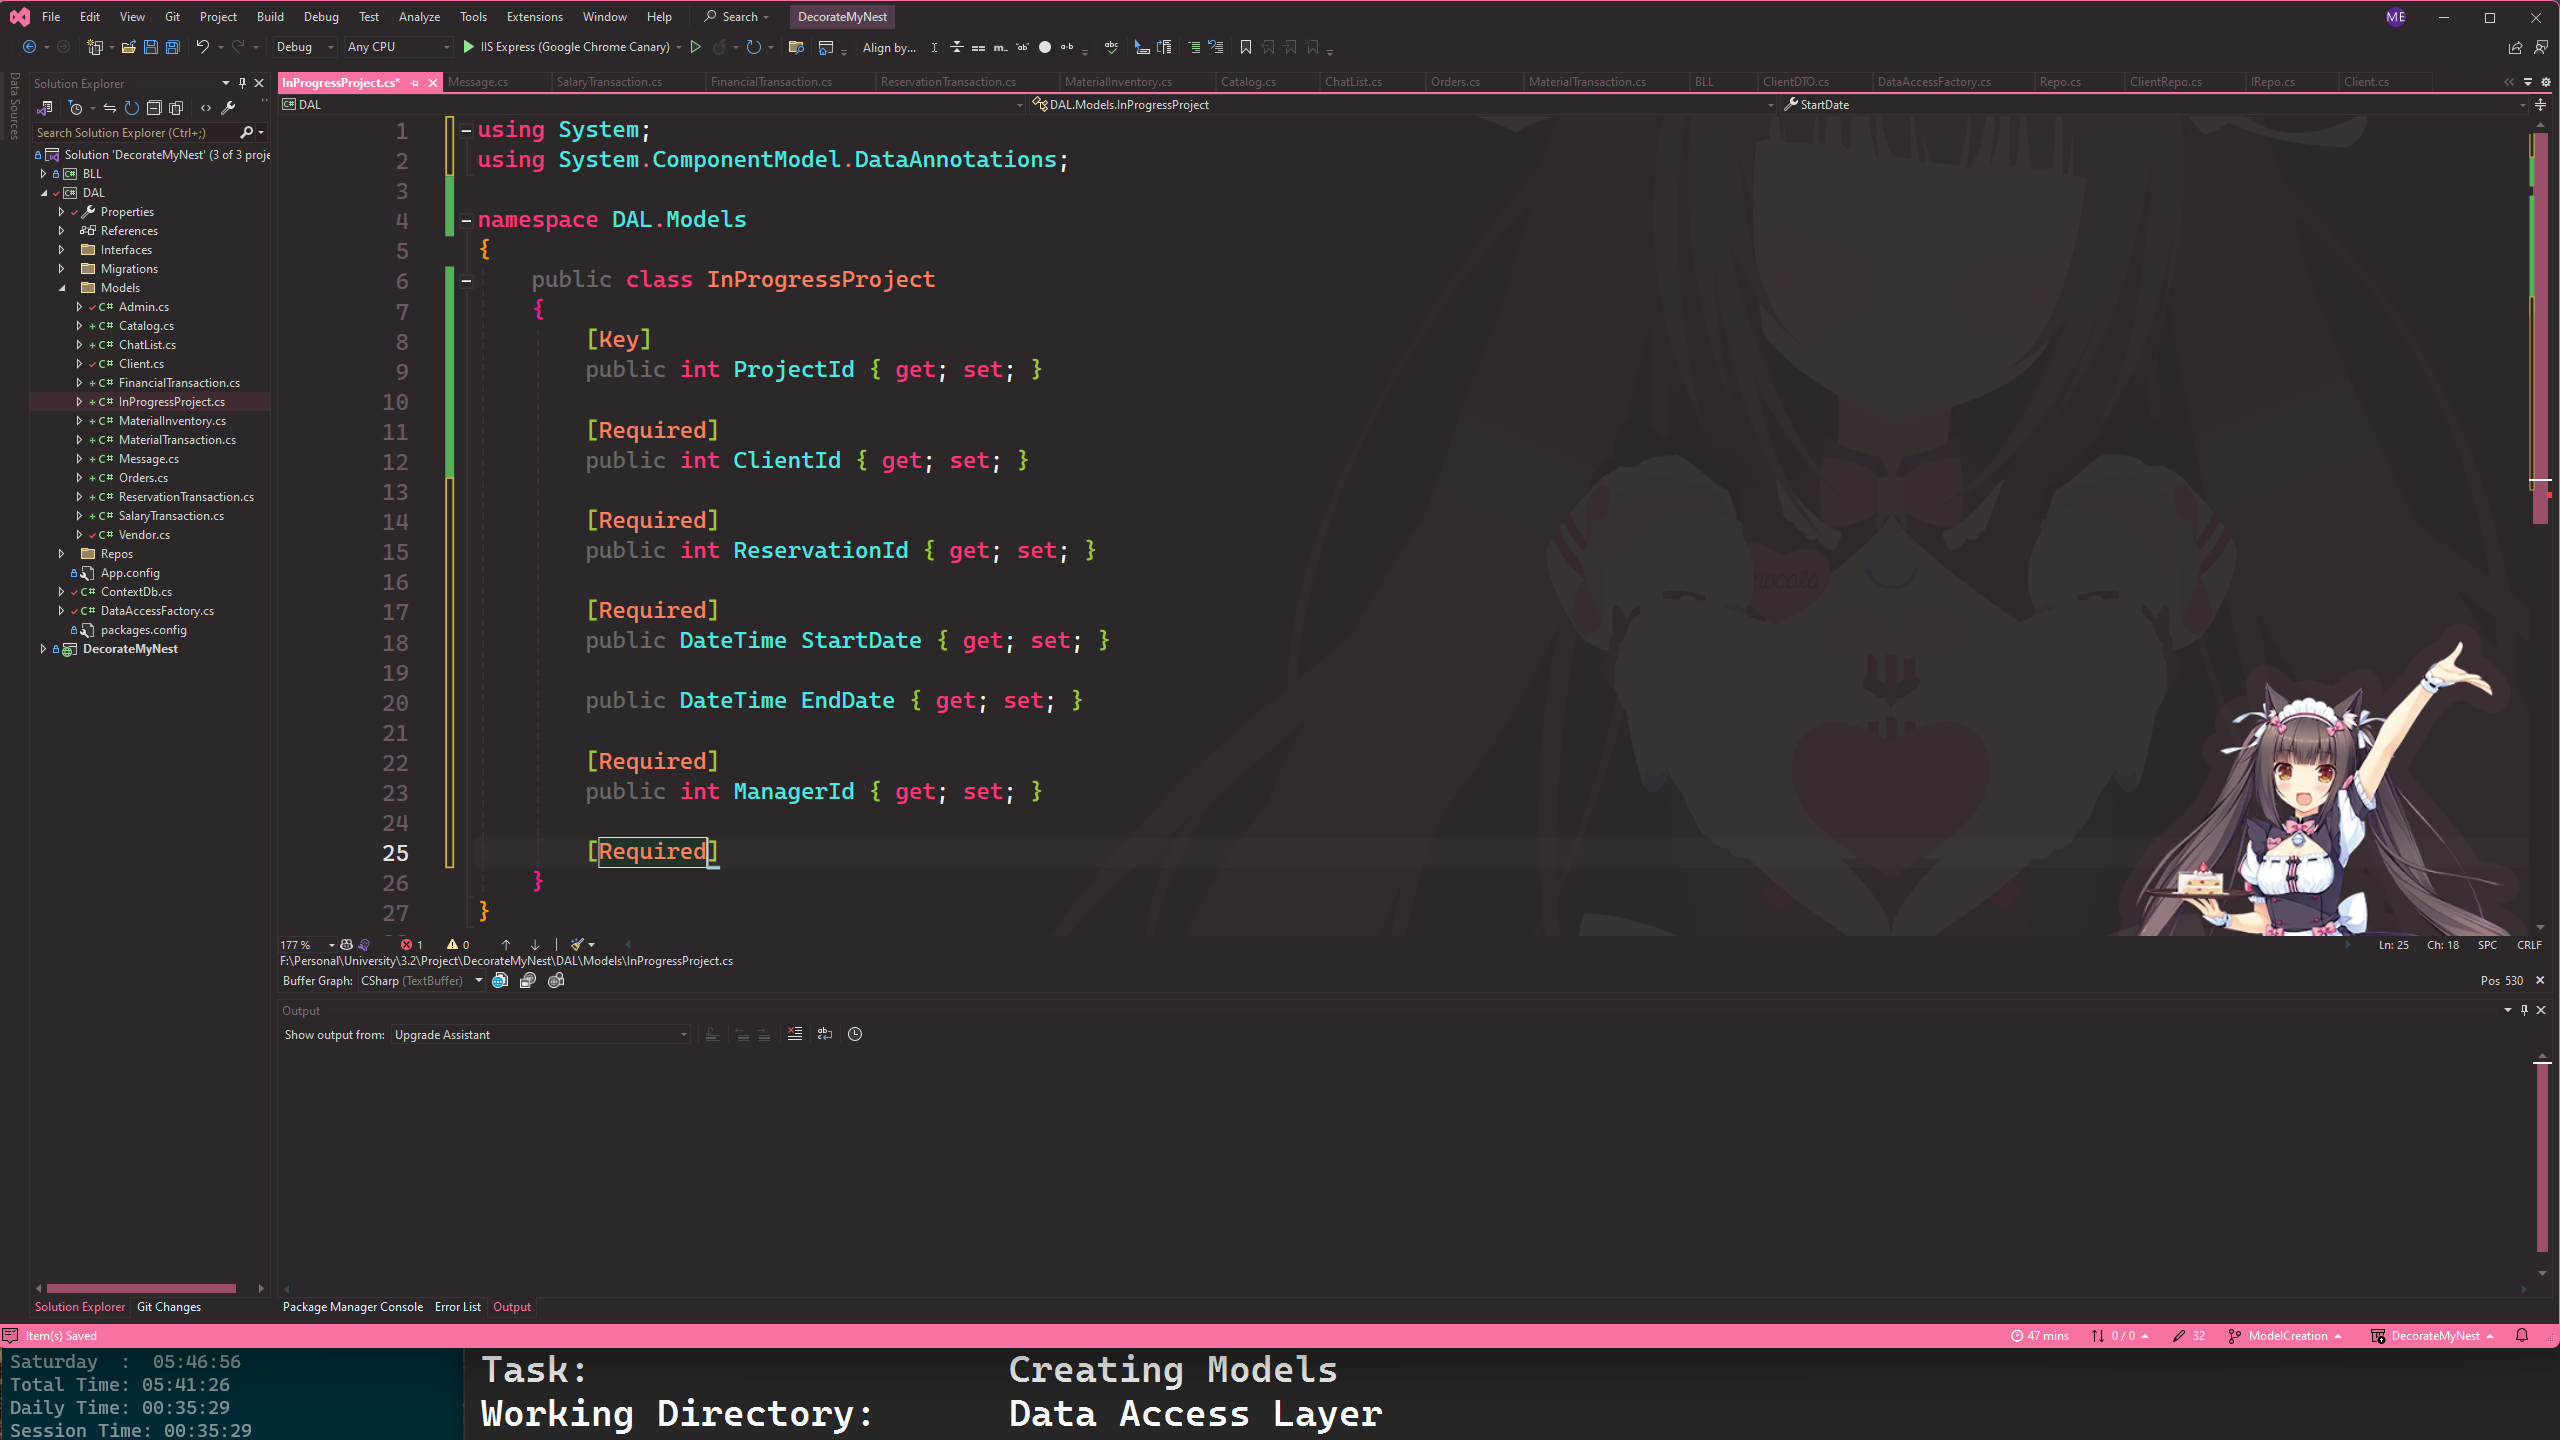 File Edit View Git Project Build Debug Test Analyze Tools Extensions Window Help Search DecorateMyNest ME
Debug Any CPU IIS Express (Google Chrome Canary) Align by...
Data Sources
Solution Explorer
Search Solution Explorer (Ctrl+;)
Solution 'DecorateMyNest' (3 of 3 proje
BLL
DAL
Properties
References
Interfaces
Migrations
Models
C# Admin.cs
C# Catalog.cs
C# ChatList.cs
C# Client.cs
C# FinancialTransaction.cs
C# InProgressProject.cs
C# MaterialInventory.cs
C# MaterialTransaction.cs
C# Message.cs
C# Orders.cs
C# ReservationTransaction.cs
C# SalaryTransaction.cs
C# Vendor.cs
Repos
App.config
C# ContextDb.cs
C# DataAccessFactory.cs
packages.config
DecorateMyNest
Solution Explorer Git Changes
InProgressProject.cs* Message.cs SalaryTransaction.cs FinancialTransaction.cs ReservationTransaction.cs MaterialInventory.cs Catalog.cs ChatList.cs Orders.cs MaterialTransaction.cs BLL ClientDTO.cs DataAccessFactory.cs Repo.cs ClientRepo.cs IRepo.cs Client.cs
DAL DAL.Models.InProgressProject StartDate
1 using System;
2 using System.ComponentModel.DataAnnotations;
3
4 namespace DAL.Models
5 {
6 public class InProgressProject
7 {
8 [Key]
9 public int ProjectId { get; set; }
10
11 [Required]
12 public int ClientId { get; set; }
13
14 [Required]
15 public int ReservationId { get; set; }
16
17 [Required]
18 public DateTime StartDate { get; set; }
19
20 public DateTime EndDate { get; set; }
21
22 [Required]
23 public int ManagerId { get; set; }
24
25 [Required]
26 }
27 }
177 % 1 0 Ln: 25 Ch: 18 SPC CRLF
F:\Personal\University\3.2\Project\DecorateMyNest\DAL\Models\InProgressProject.cs
Buffer Graph: CSharp (TextBuffer) Pos 530
Output
Show output from: Upgrade Assistant
Package Manager Console Error List Output
Item(s) Saved 47 mins 0 / 0 32 ModelCreation DecorateMyNest
Saturday : 05:46:56
Total Time: 05:41:26
Daily Time: 00:35:29
Session Time: 00:35:29
Task: Creating Models
Working Directory: Data Access Layer